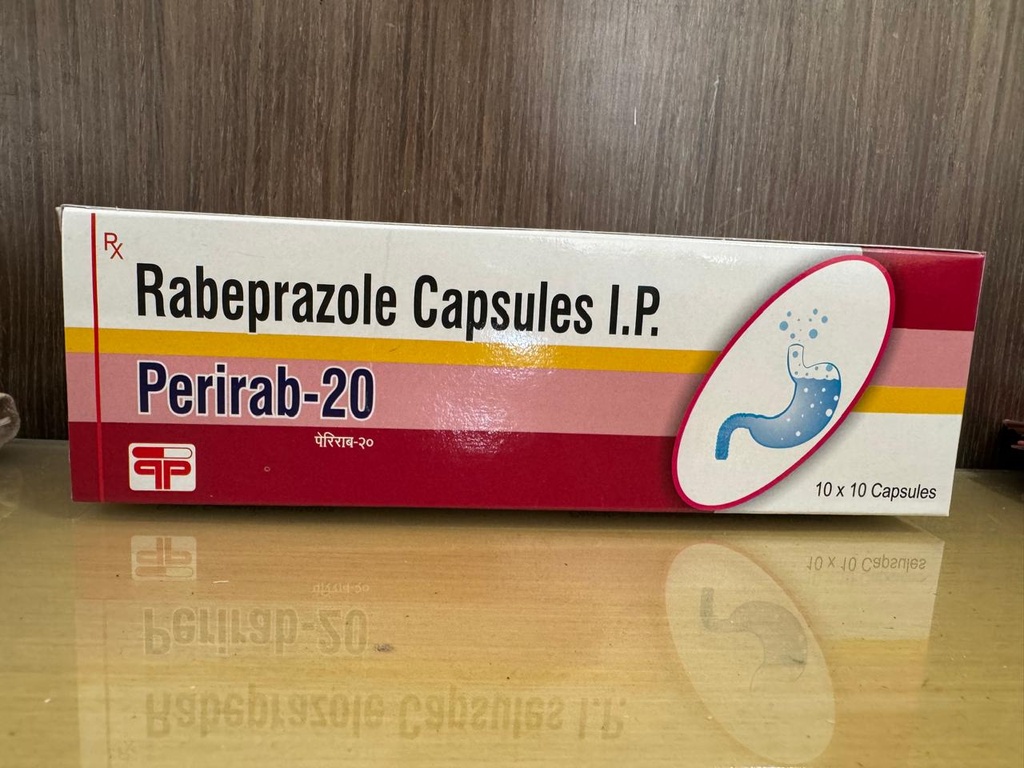 Rx
Rabeprazole Capsules I.P.
Perirab-20
पेरिराब-२०
10 x 10 Capsules